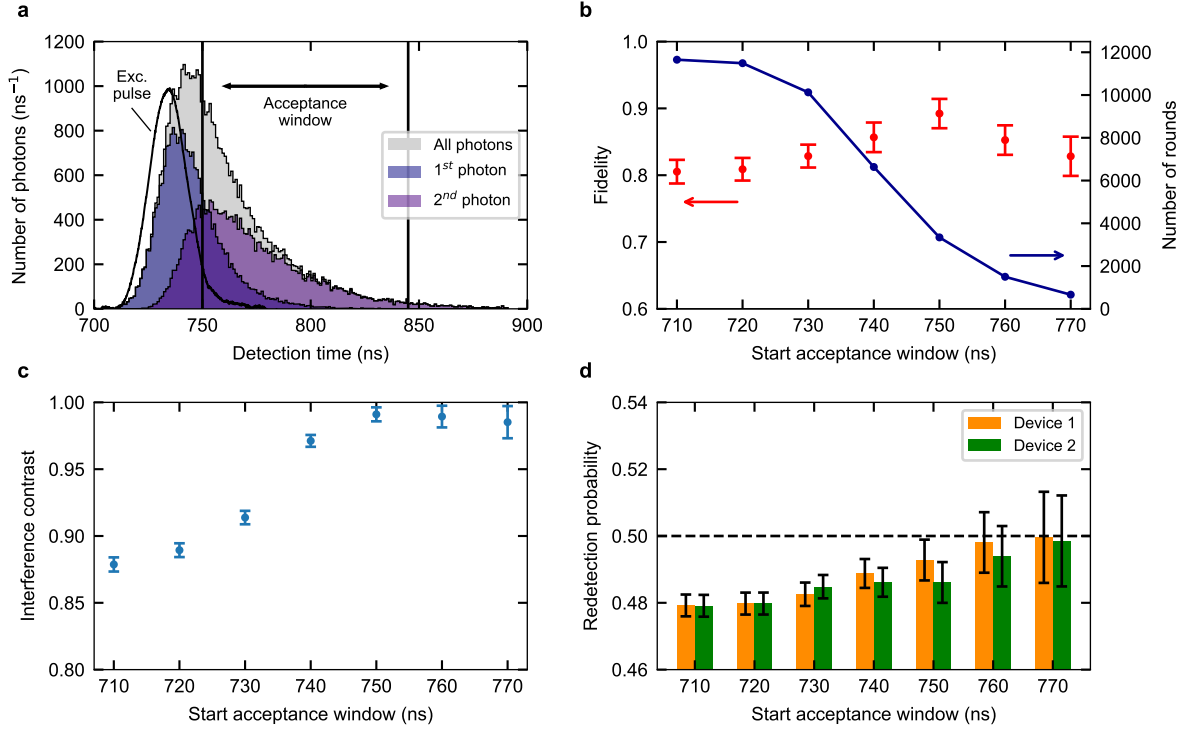 a
1200
1000
800
600
400
200
0
700
750
800
850
900
Number of photons (ns⁻¹)
Detection time (ns)
Exc.
pulse
Acceptance
window
All photons
1ˢᵗ photon
2ⁿᵈ photon
b
1.0
0.9
0.8
0.7
0.6
Fidelity
12000
10000
8000
6000
4000
2000
0
Number of rounds
710
720
730
740
750
760
770
Start acceptance window (ns)
c
1.00
0.95
0.90
0.85
0.80
Interference contrast
710
720
730
740
750
760
770
Start acceptance window (ns)
d
0.54
0.52
0.50
0.48
0.46
Redetection probability
Device 1
Device 2
710
720
730
740
750
760
770
Start acceptance window (ns)